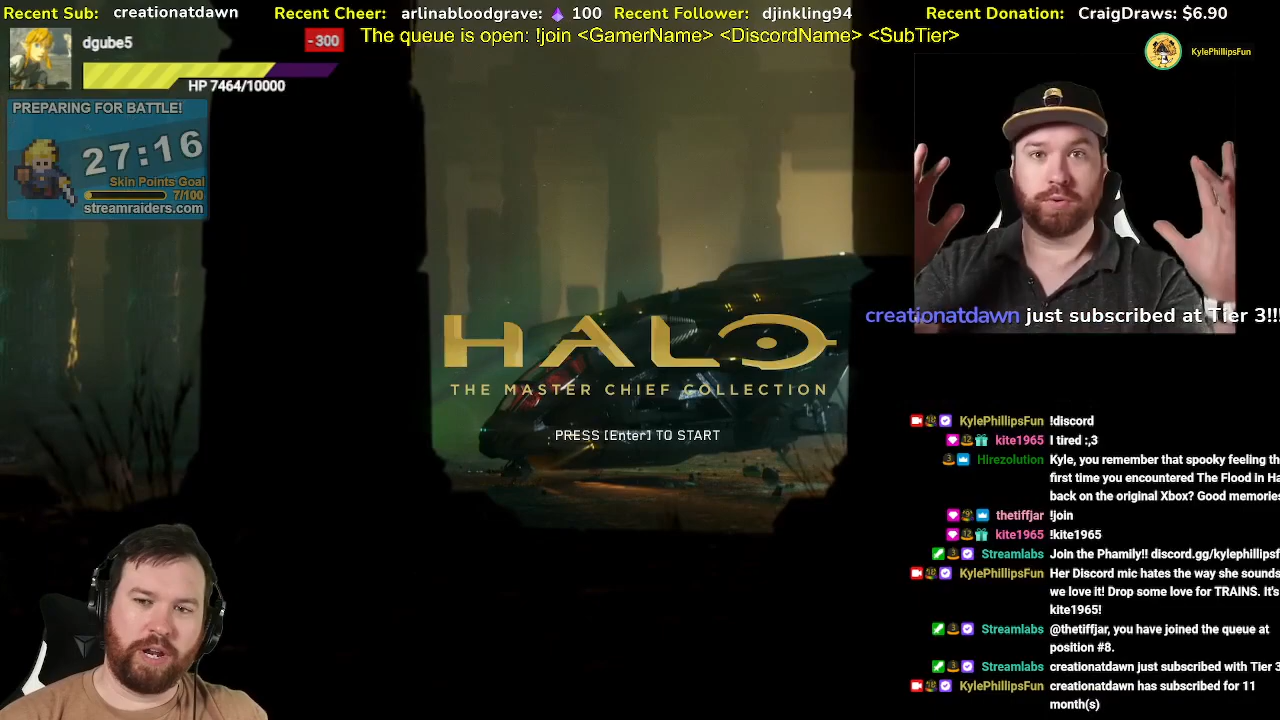 Recent Sub: creationatdawn
Recent Cheer: arlinabloodgrave: 100
Recent Follower: djinkling94
Recent Donation: CraigDraws: $6.90
The queue is open: !join <GamerName> <DiscordName> <SubTier>
dgube5
-300
HP 7464/10000
PREPARING FOR BATTLE!
27:16
Skin Points Goal
7/100
streamraiders.com
KylePhillipsFun
creationatdawn just subscribed at Tier 3!!!
HALO
THE MASTER CHIEF COLLECTION
PRESS [Enter] TO START
KylePhillipsFun !discord
kite1965 I tired :,3
Hirezolution Kyle, you remember that spooky feeling the
first time you encountered The Flood in Ha
back on the original Xbox? Good memories
thetiffjar !join
kite1965 !kite1965
Streamlabs Join the Phamily!! discord.gg/kylephillipsf
KylePhillipsFun Her Discord mic hates the way she sounds
we love it! Drop some love for TRAINS. It's
kite1965!
Streamlabs @thetiffjar, you have joined the queue at
position #8.
Streamlabs creationatdawn just subscribed with Tier 3
KylePhillipsFun creationatdawn has subscribed for 11
month(s)